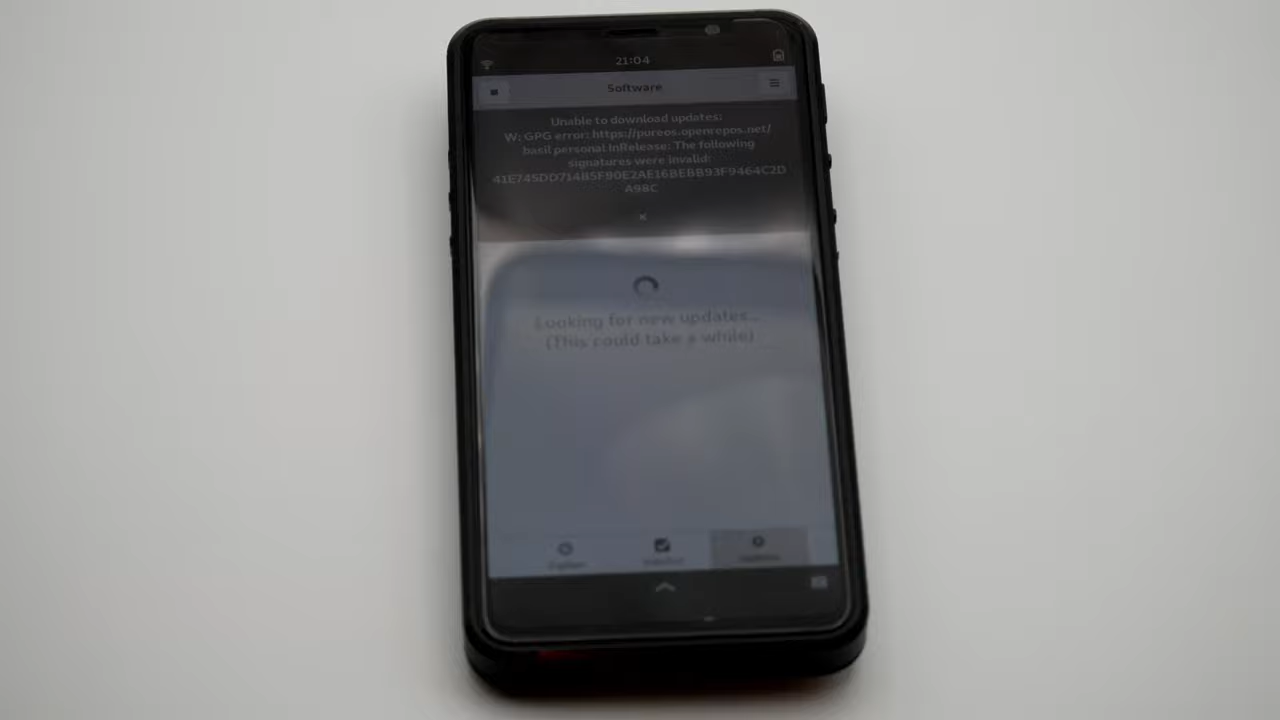 21:04
Software
Unable to download updates:
W: GPG error: https://pureos.openrepos.net/
basil personal InRelease: The following
signatures were invalid:
41E745DD714B5F90E2AE16BEBB93F9464C2D
A98C
Looking for new updates...
(This could take a while)